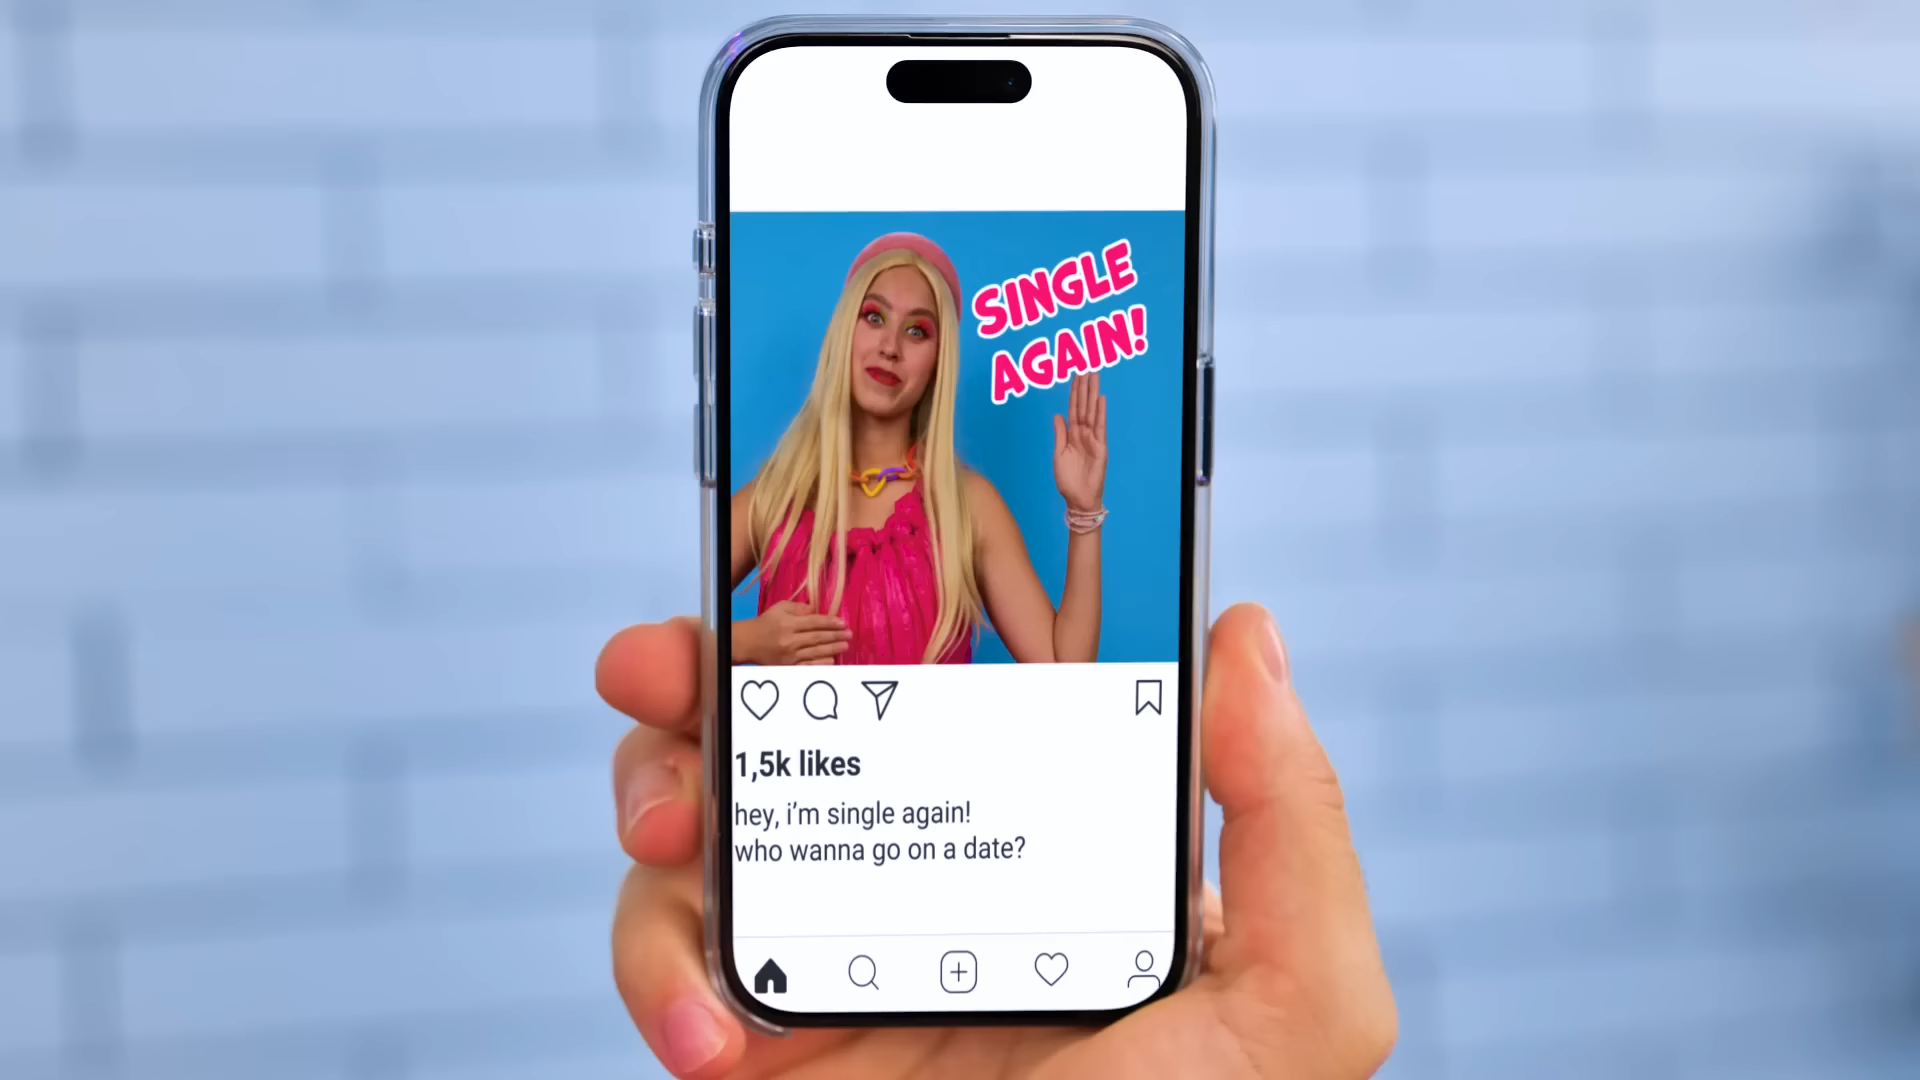 SINGLE
AGAIN!
1,5k likes
hey, i’m single again!
who wanna go on a date?